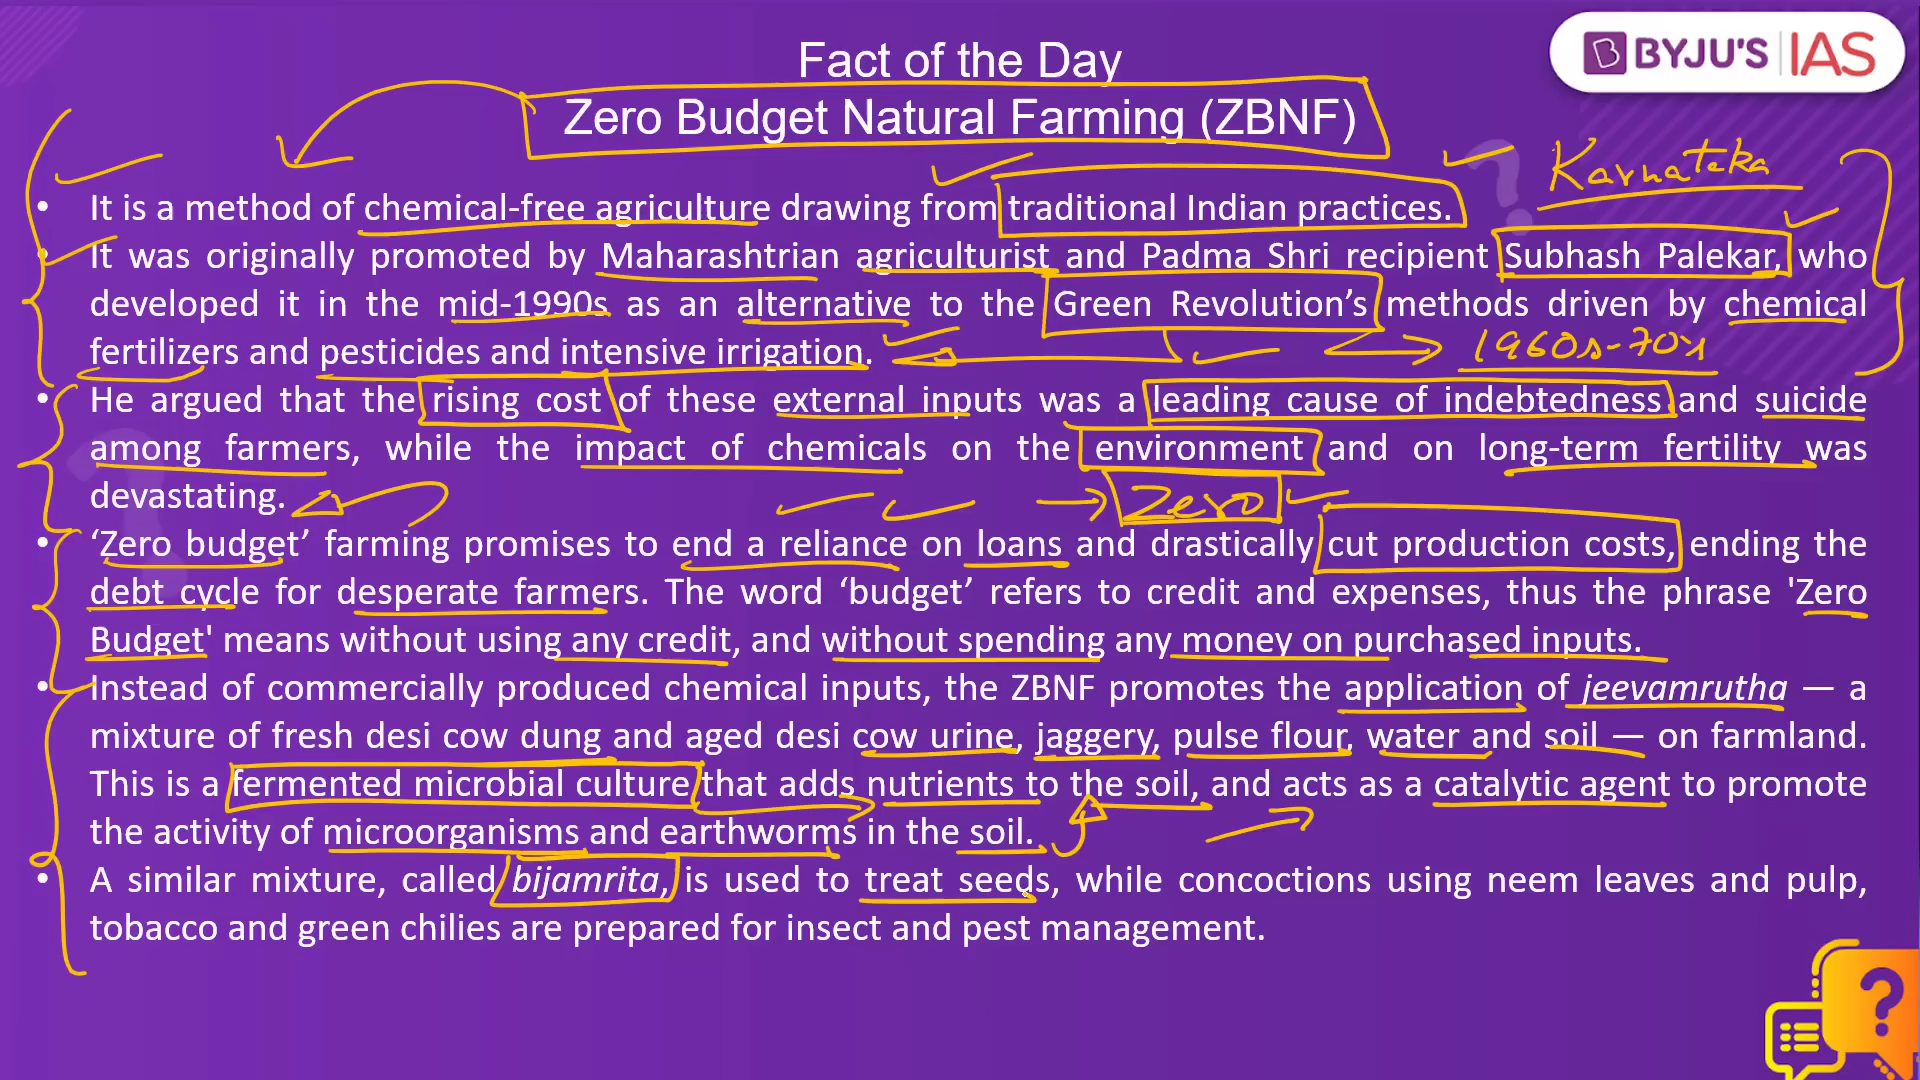 Fact of the Day
BYJU'S IAS
Zero Budget Natural Farming (ZBNF)
Karnataka
• It is a method of chemical-free agriculture drawing from traditional Indian practices.
• It was originally promoted by Maharashtrian agriculturist and Padma Shri recipient Subhash Palekar, who
developed it in the mid-1990s as an alternative to the Green Revolution’s methods driven by chemical
fertilizers and pesticides and intensive irrigation.
1960s-70s
• He argued that the rising cost of these external inputs was a leading cause of indebtedness and suicide
among farmers, while the impact of chemicals on the environment and on long-term fertility was
devastating.
Zero
• ‘Zero budget’ farming promises to end a reliance on loans and drastically cut production costs, ending the
debt cycle for desperate farmers. The word ‘budget’ refers to credit and expenses, thus the phrase 'Zero
Budget' means without using any credit, and without spending any money on purchased inputs.
• Instead of commercially produced chemical inputs, the ZBNF promotes the application of jeevamrutha — a
mixture of fresh desi cow dung and aged desi cow urine, jaggery, pulse flour, water and soil — on farmland.
This is a fermented microbial culture that adds nutrients to the soil, and acts as a catalytic agent to promote
the activity of microorganisms and earthworms in the soil.
• A similar mixture, called bijamrita, is used to treat seeds, while concoctions using neem leaves and pulp,
tobacco and green chilies are prepared for insect and pest management.